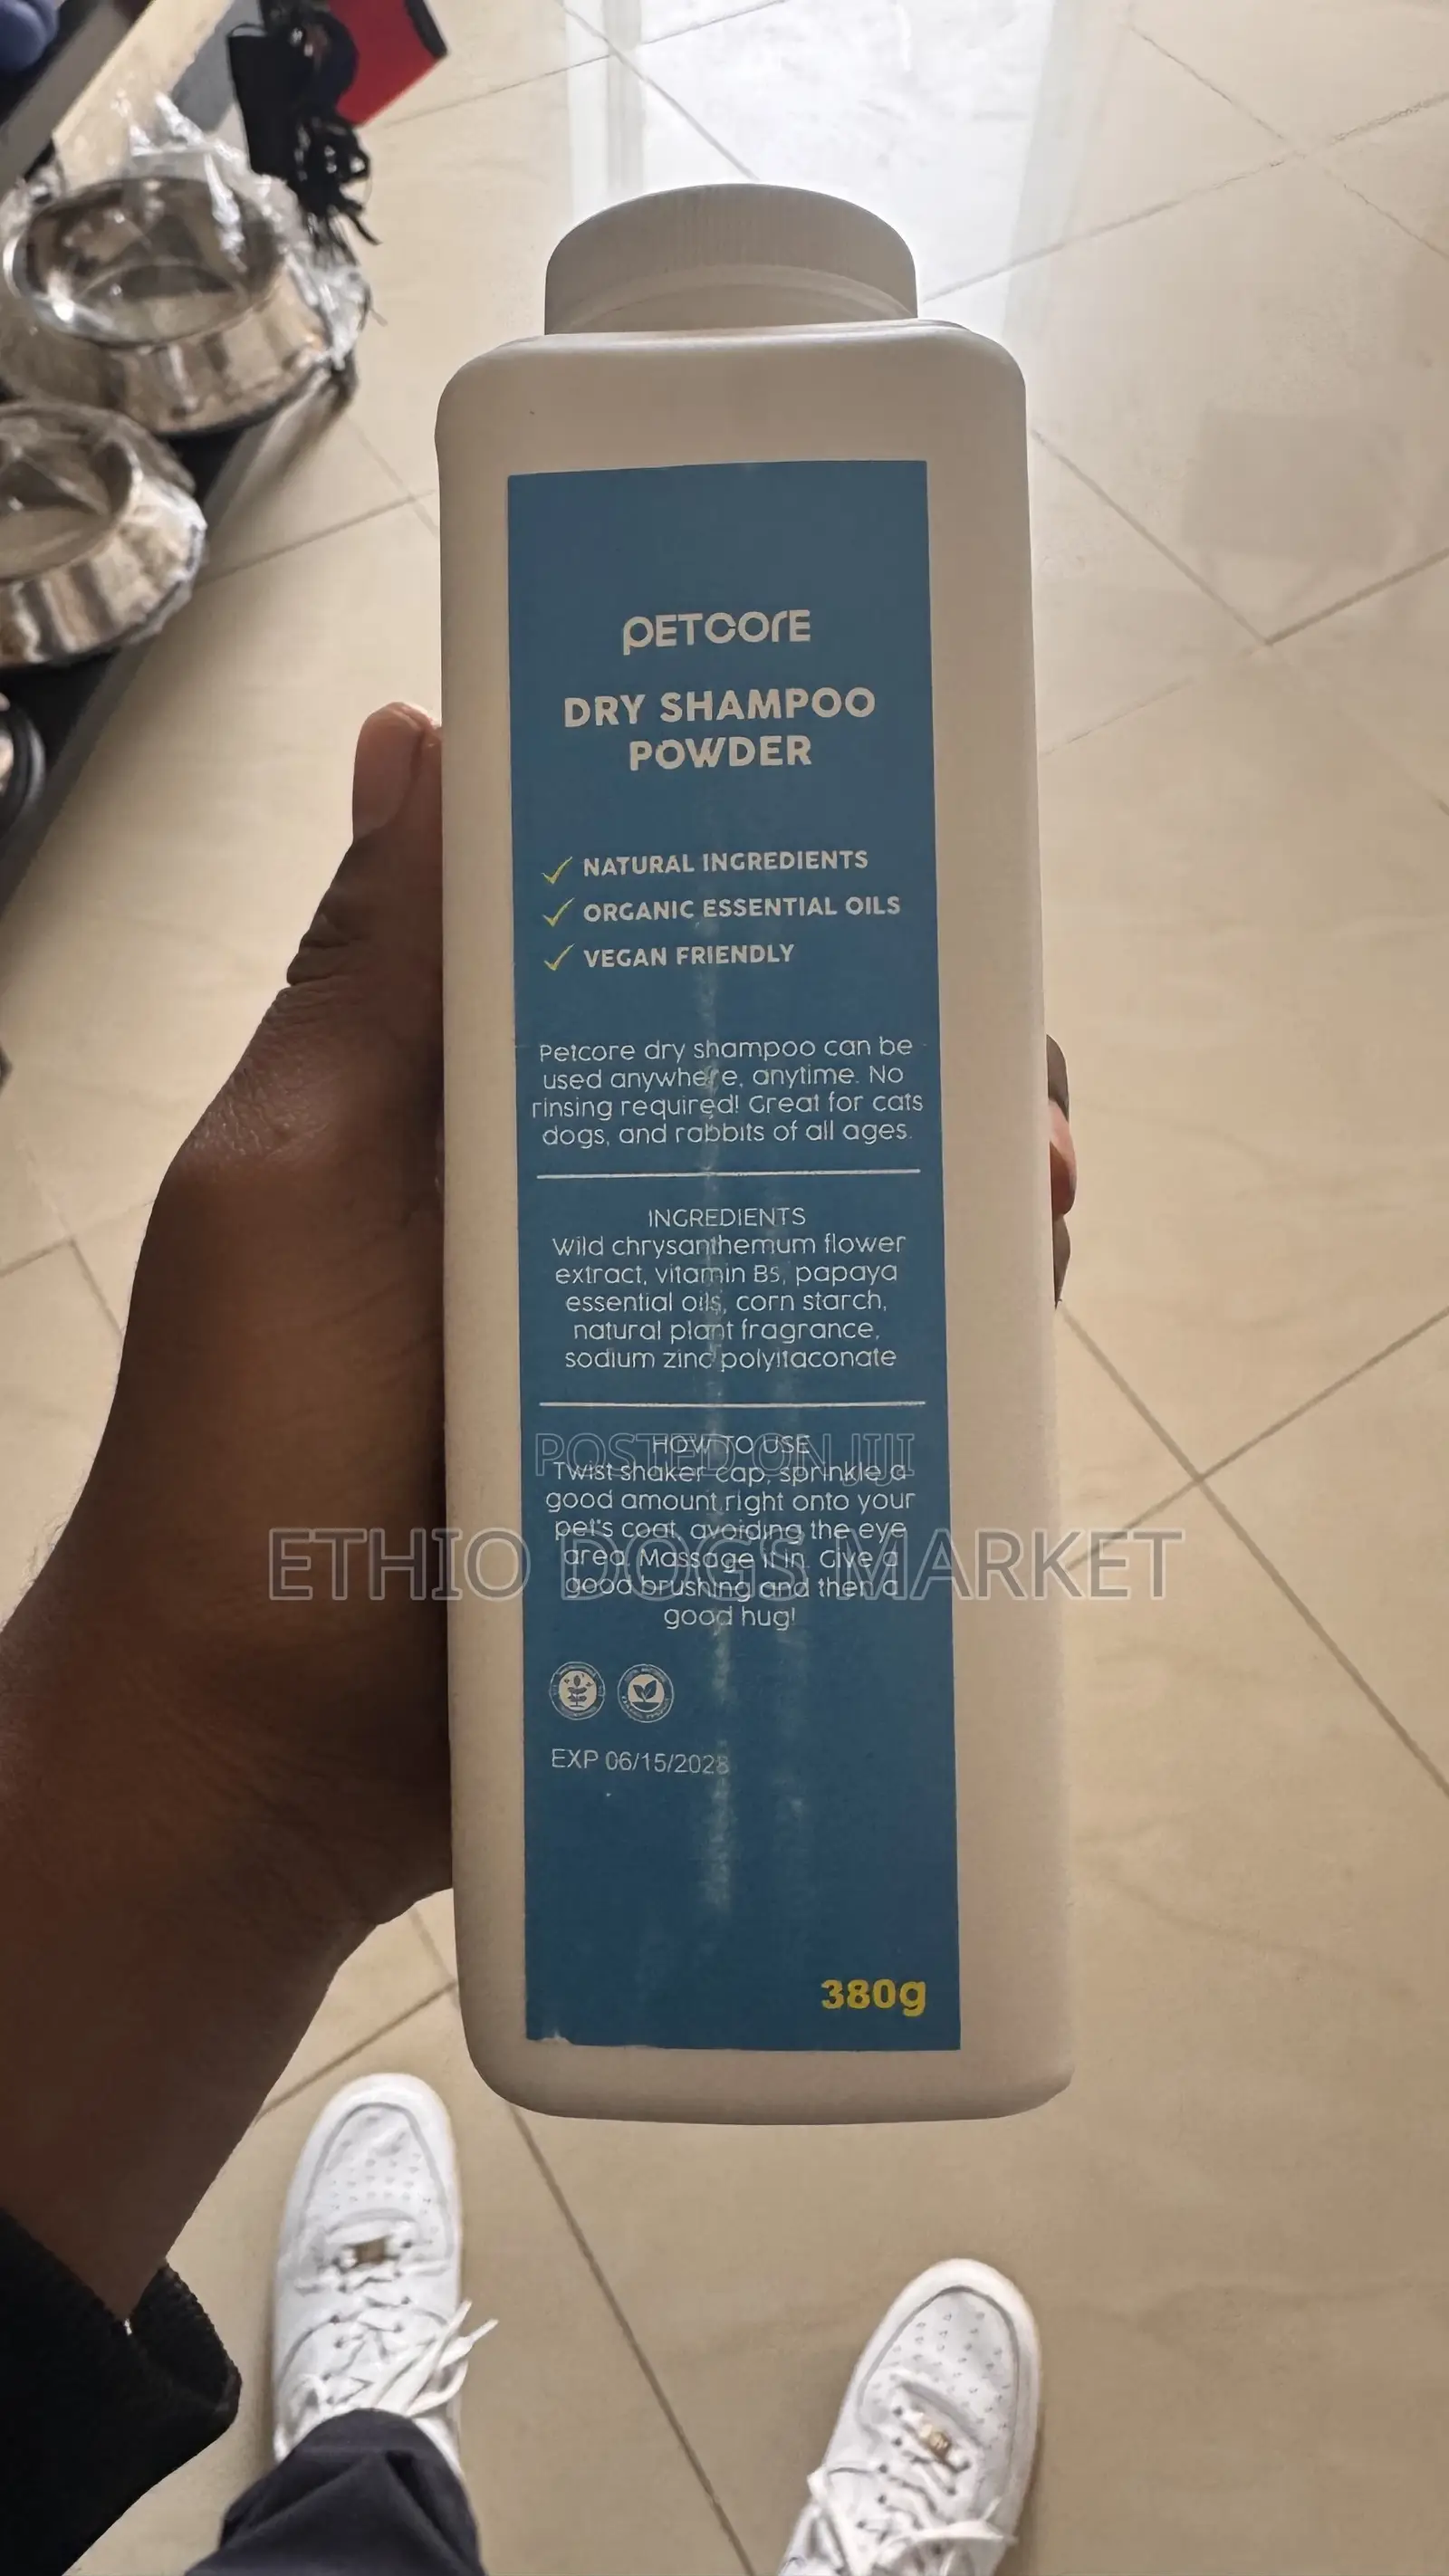 PETCORE
DRY SHAMPOO
POWDER
NATURAL INGREDIENTS
ORGANIC ESSENTIAL OILS
VEGAN FRIENDLY
Petcore dry shampoo can be
used anywhere, anytime. No
rinsing required! Great for cats
dogs, and rabbits of all ages.
INGREDIENTS
Wild chrysanthemum flower
extract, vitamin B5, papaya
essential oils, corn starch,
natural plant fragrance,
sodium zinc polyitaconate
HOW TO USE
POSTED ON JIJI
Twist shaker cap, sprinkle a
good amount right onto your
pet's coat, avoiding the eye
area. Massage it in. Give a
ETHIO DOGS MARKET
good brushing and then a
good hug!
EXP 06/15/2028
380g